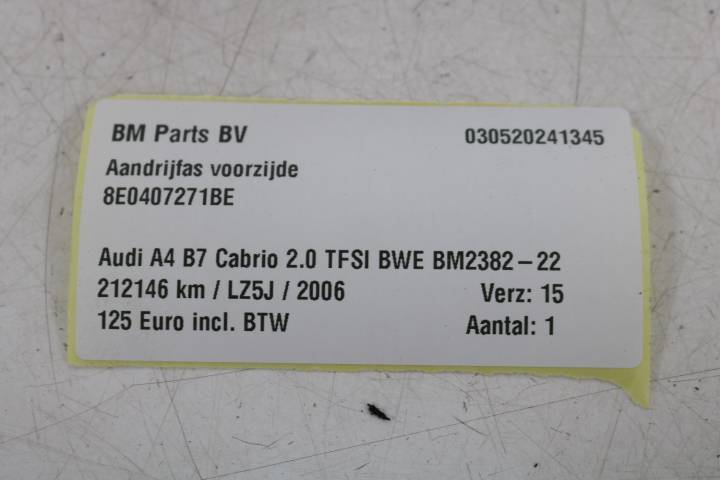 BM Parts BV 030520241345
Aandrijfas voorzijde
8E0407271BE
Audi A4 B7 Cabrio 2.0 TFSI BWE BM2382-22
212146 km / LZ5J / 2006 Verz: 15
125 Euro incl. BTW Aantal: 1